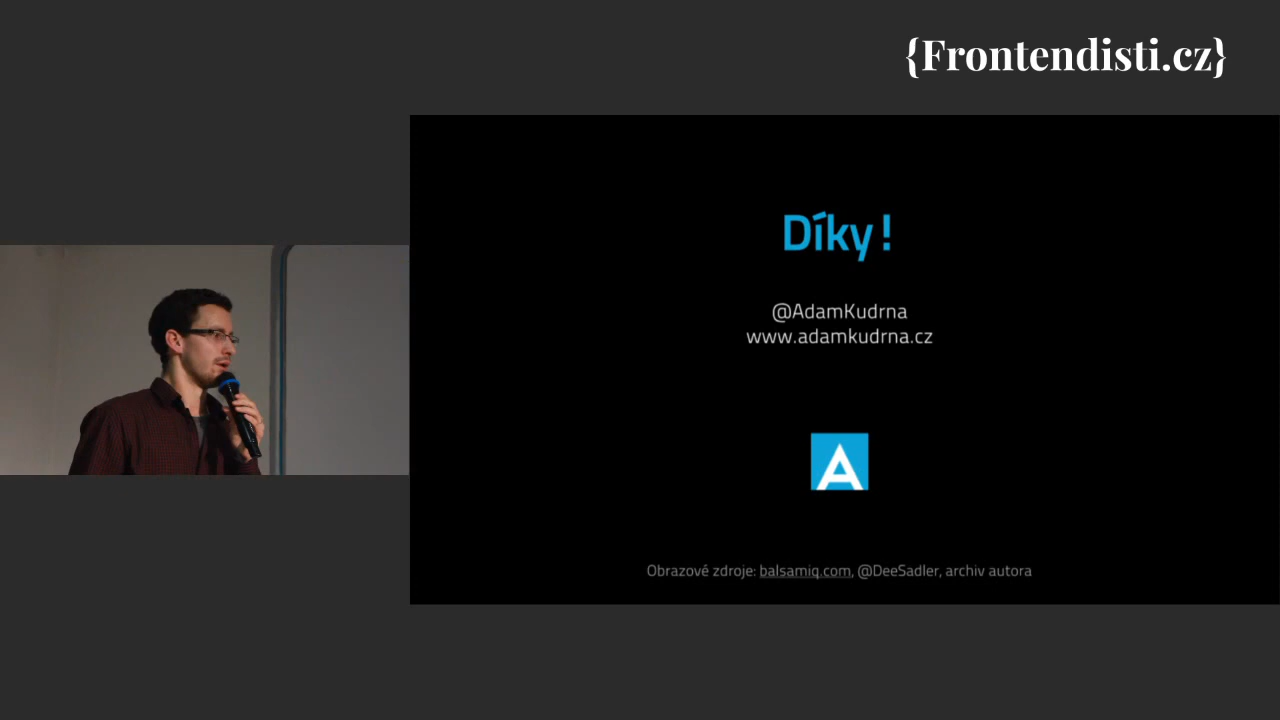 {Frontendisti.cz}
Díky!
@AdamKudrna
www.adamkudrna.cz
A
Obrazové zdroje: balsamiq.com, @DeeSadler, archiv autora